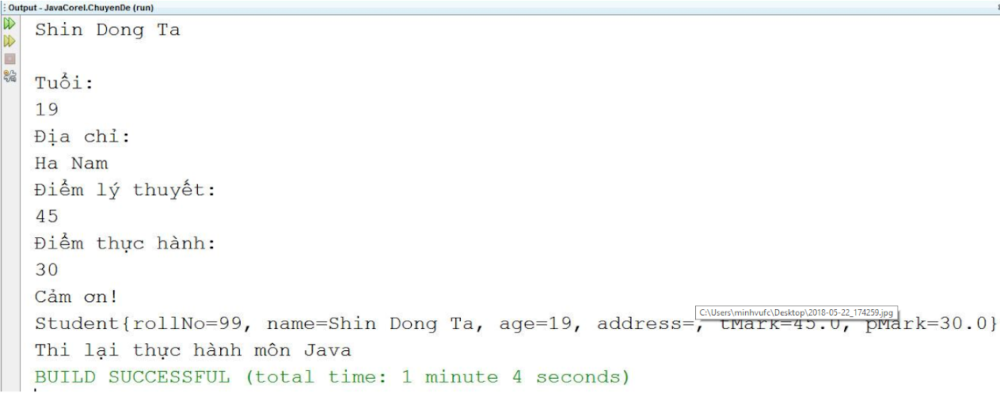 Output - JavaCorel.ChuyenDe (run)
Shin Dong Ta
Tuổi:
19
Địa chỉ:
Ha Nam
Điểm lý thuyết:
45
Điểm thực hành:
30
Cảm ơn!
C:\Users\minhvufc\Desktop\2018-05-22_174259.jpg
Student{rollNo=99, name=Shin Dong Ta, age=19, address=, tMark=45.0, pMark=30.0}
Thi lại thực hành môn Java
BUILD SUCCESSFUL (total time: 1 minute 4 seconds)